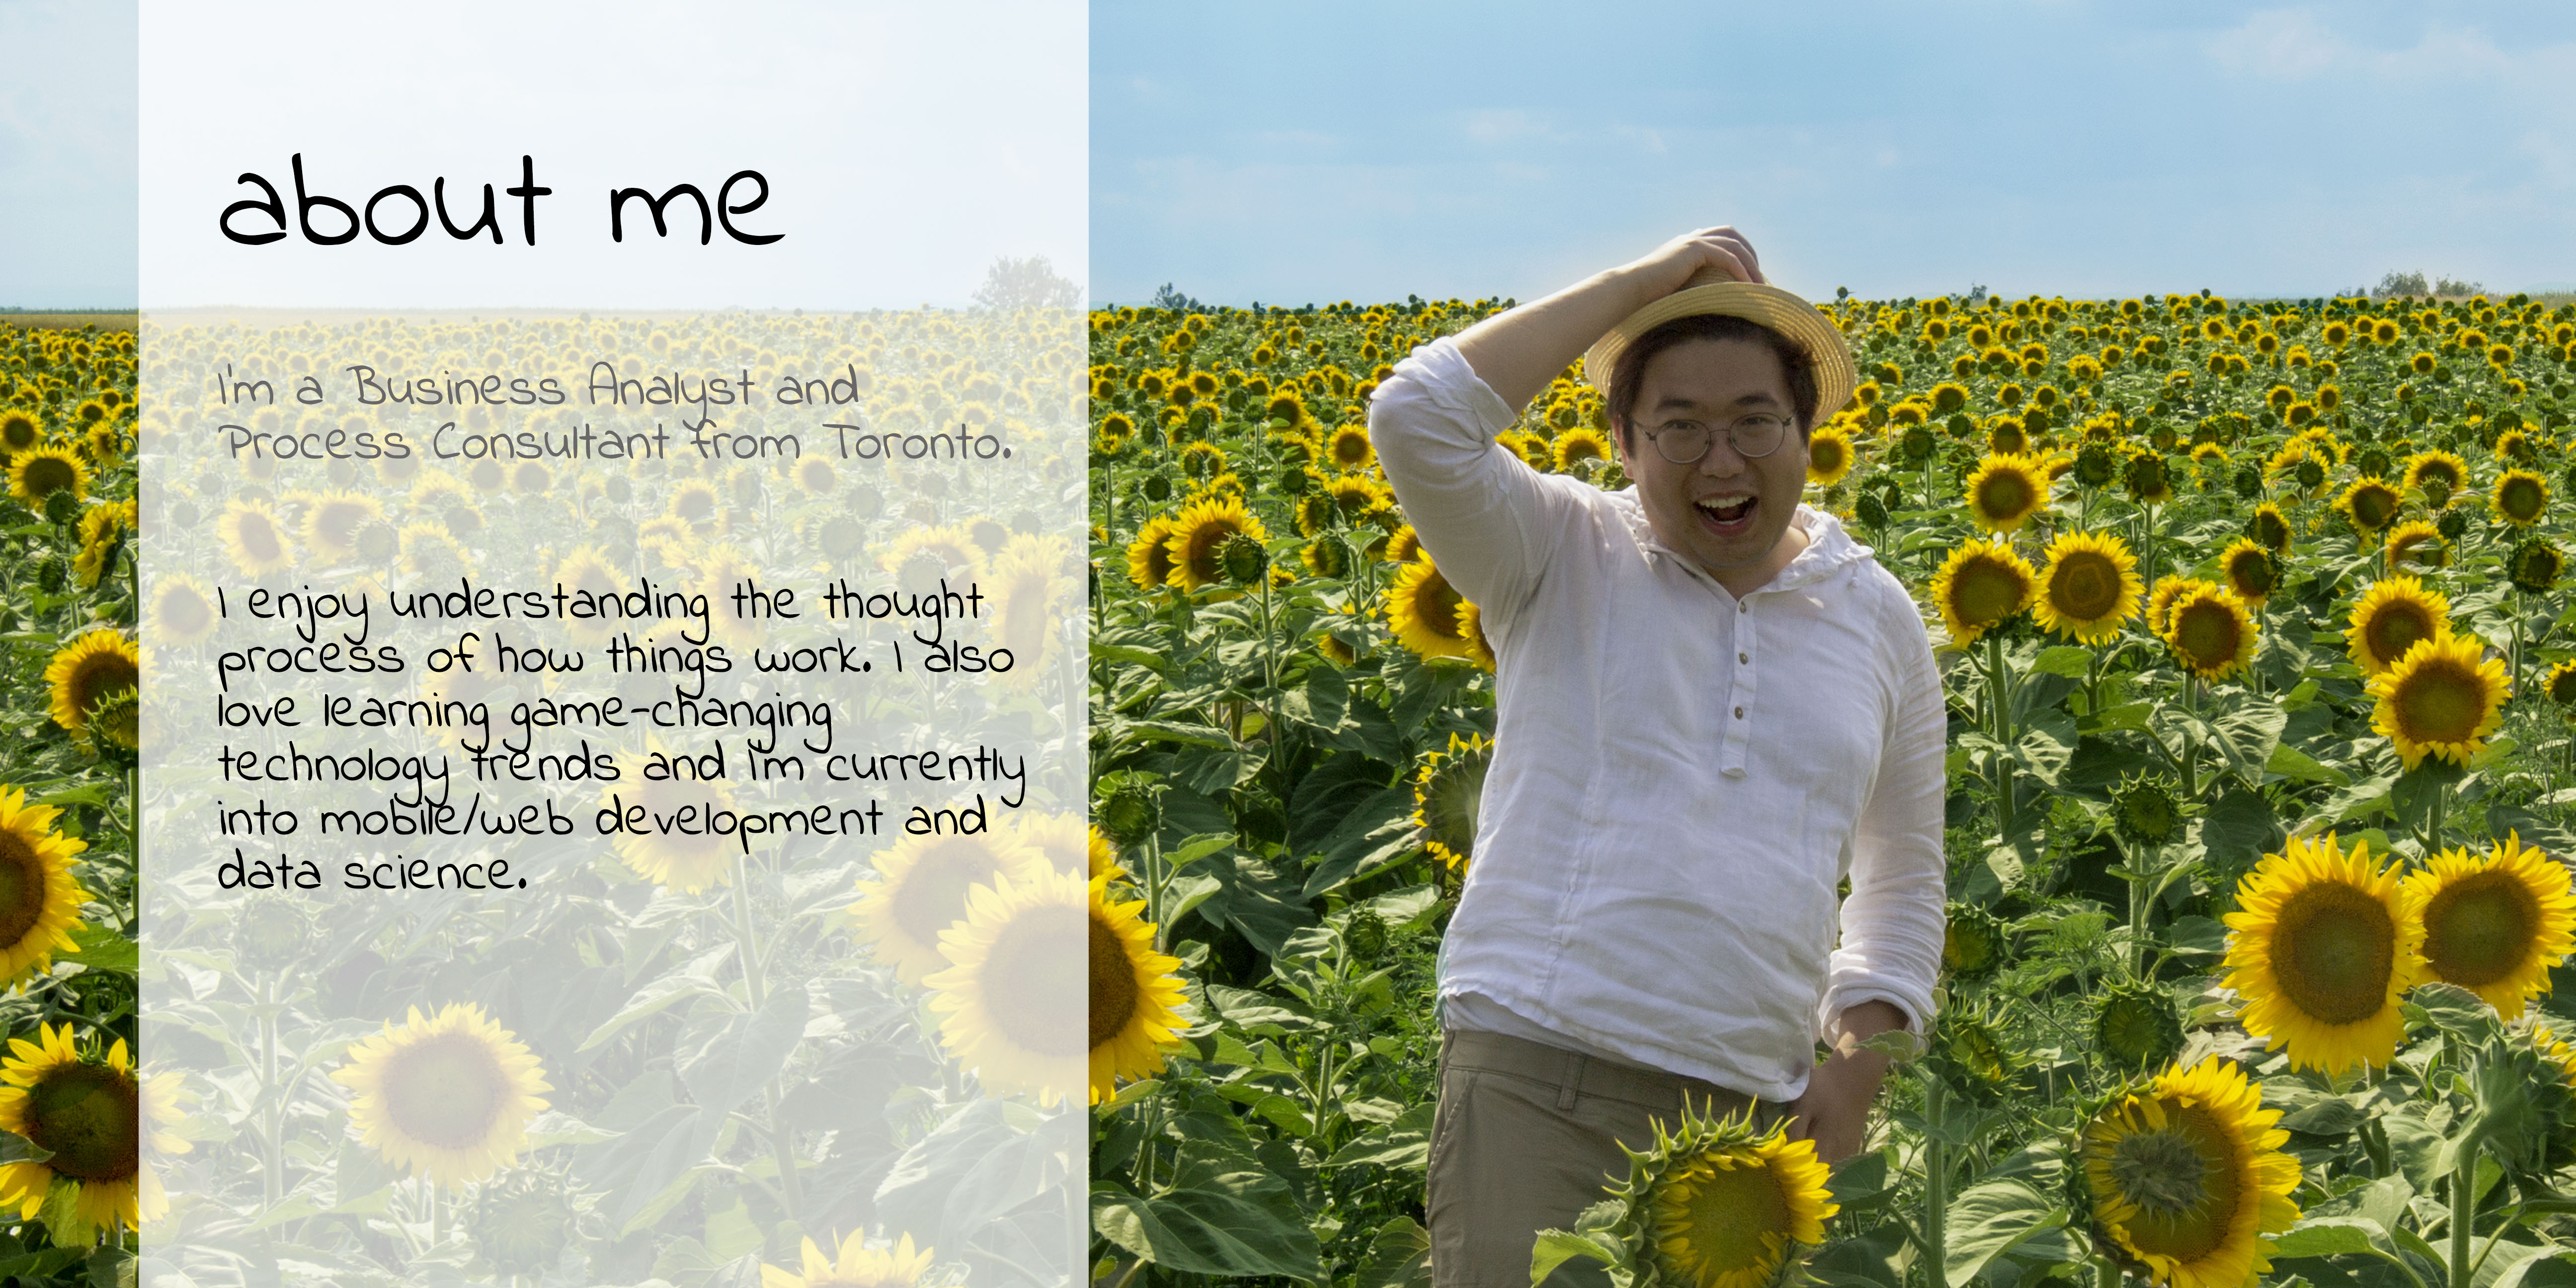 about me
I'm a Business Analyst and
Process Consultant from Toronto.
I enjoy understanding the thought
process of how things work. I also
love learning game-changing
technology trends and I'm currently
into mobile/web development and
data science.